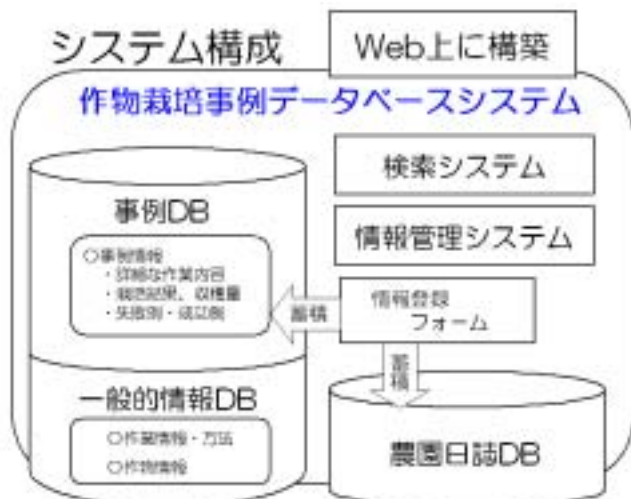 システム構成
Web上に構築
作物栽培事例データベースシステム
検索システム
事例DB
情報管理システム
○事例情報
・詳細な作業内容
・栽培結果、収穫量
・失敗例・成功例
蓄積
情報登録
フォーム
蓄積
一般的情報DB
○作業情報・方法
○作物情報
農園日誌DB